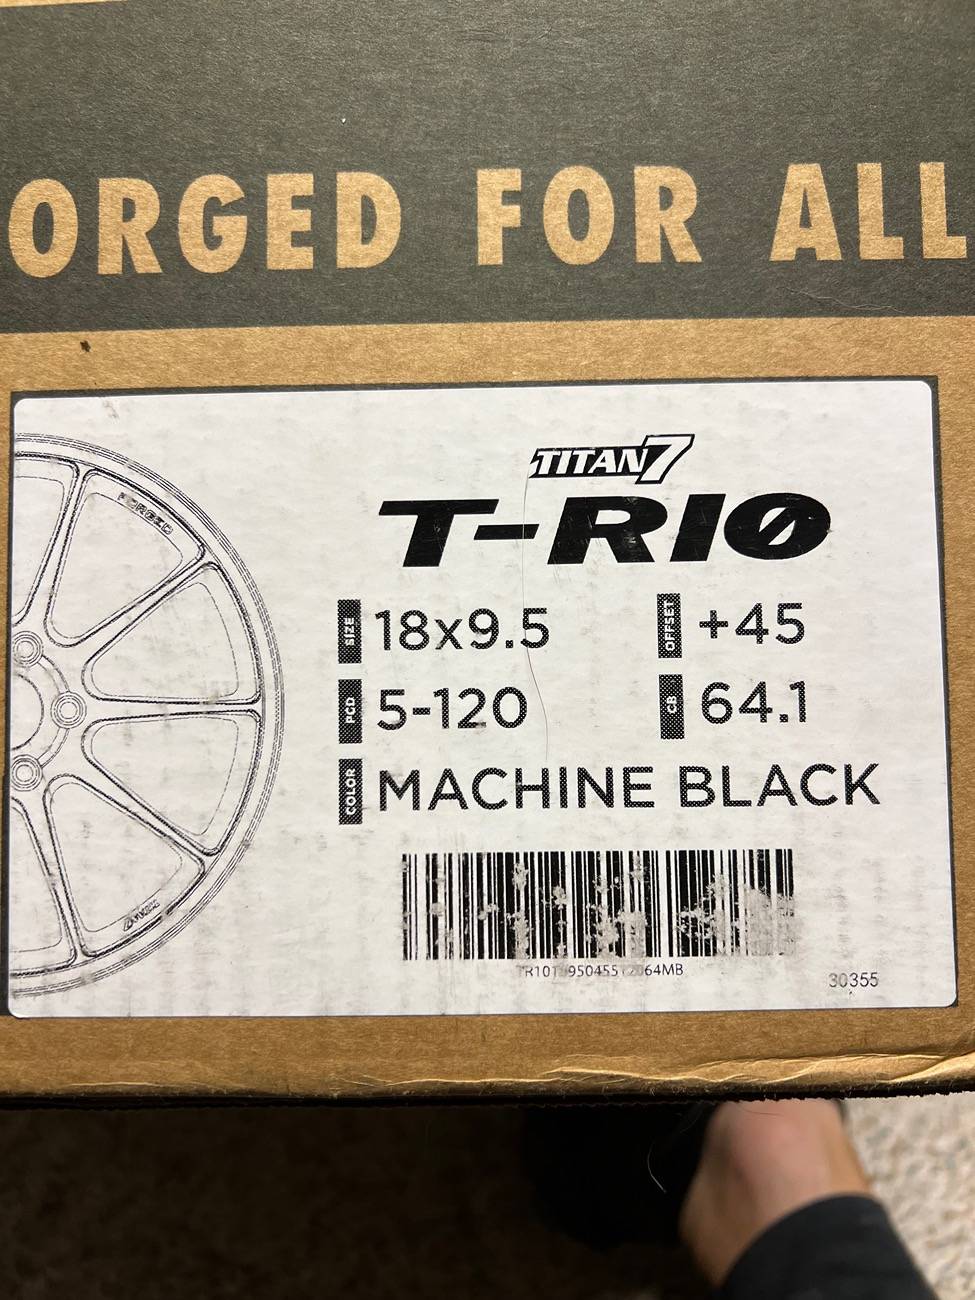 ORGED FOR ALL
FORGED
TITAN7
T-R10
SIZE 18x9.5 OFFSET +45
PCD 5-120 CB 64.1
COLOR MACHINE BLACK
30355